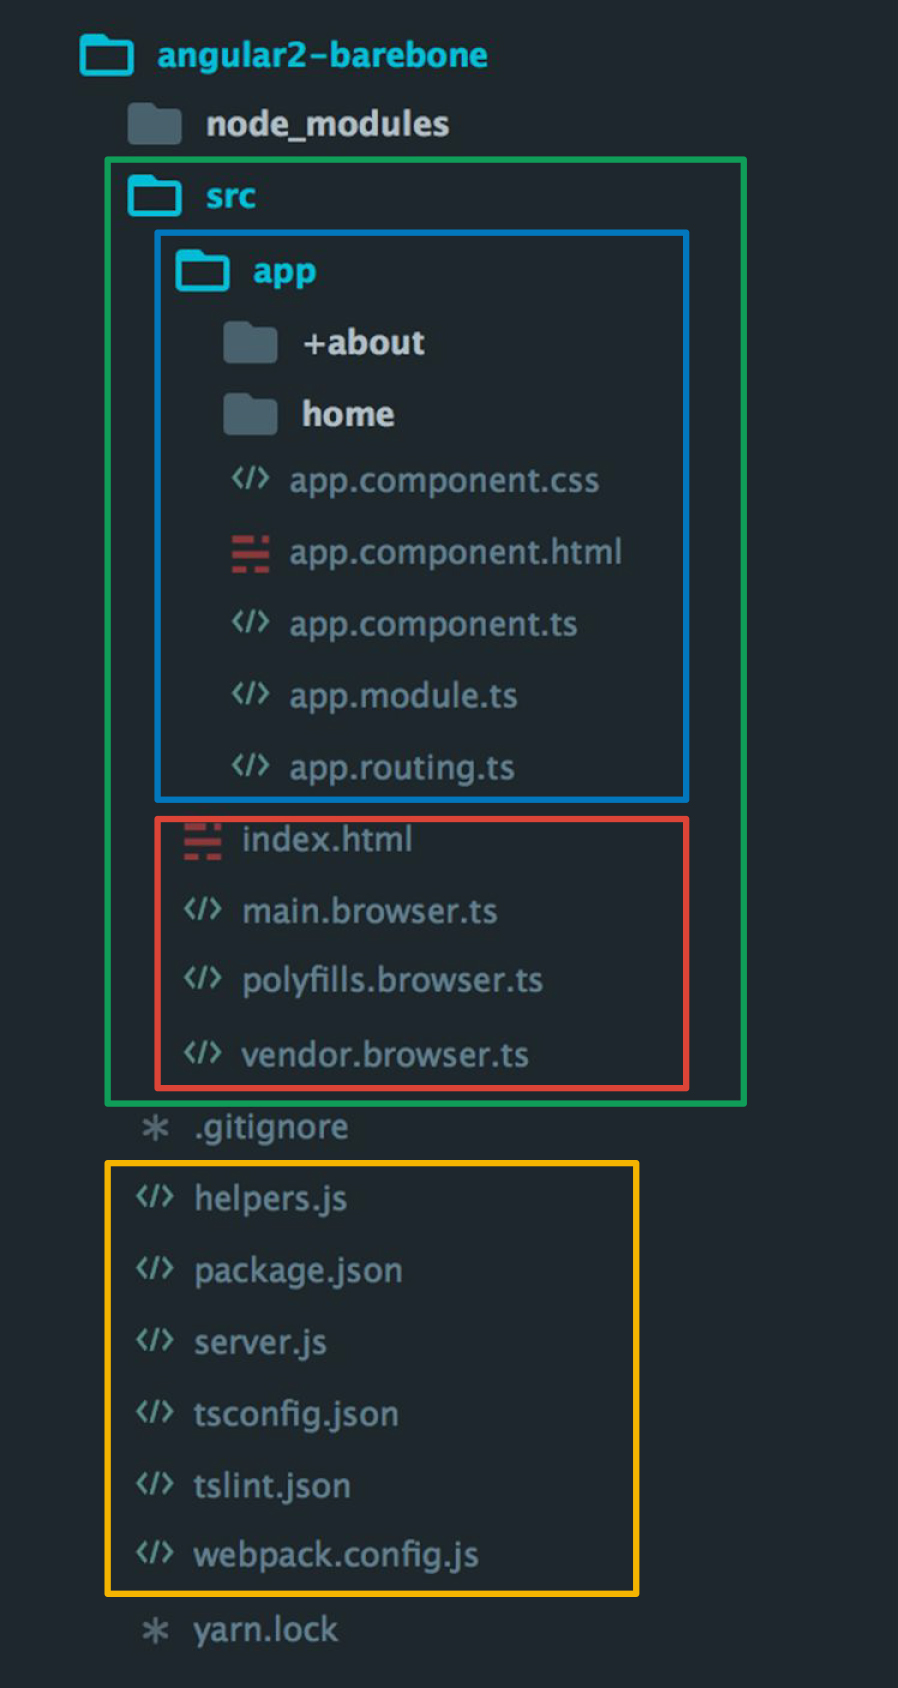 angular2-barebone
node_modules
src
app
+about
home
app.component.css
app.component.html
app.component.ts
app.module.ts
app.routing.ts
index.html
main.browser.ts
polyfills.browser.ts
vendor.browser.ts
.gitignore
helpers.js
package.json
server.js
tsconfig.json
tslint.json
webpack.config.js
yarn.lock